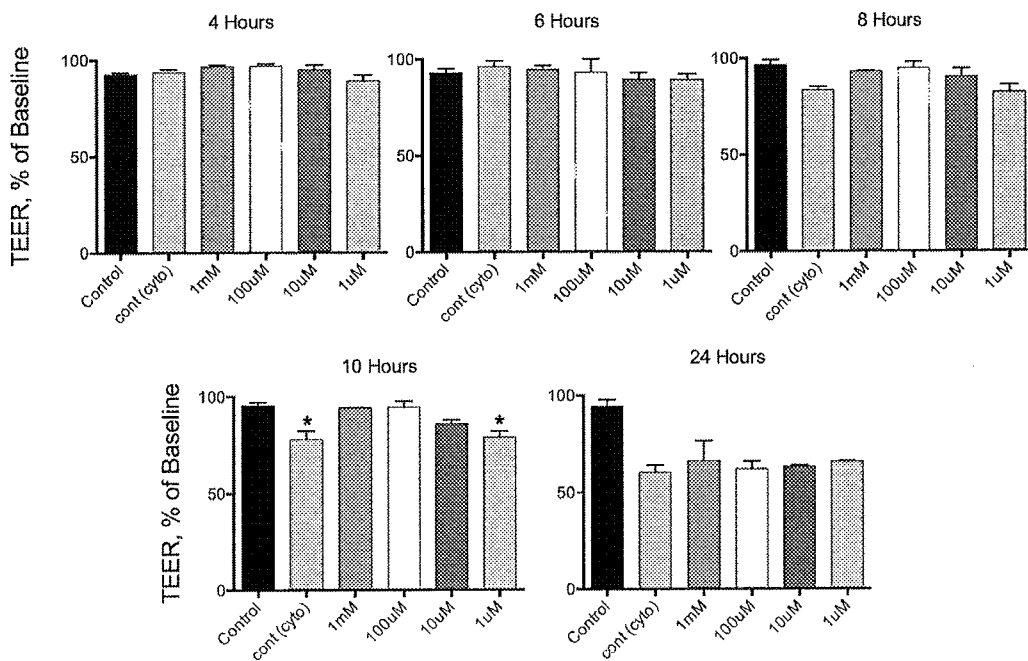 4 Hours
6 Hours
8 Hours
TEER, % of Baseline
100
50
0
Control
cont (cyto)
1mM
100uM
10uM
1uM
100
50
0
Control
cont (cyto)
1mM
100uM
10uM
1uM
100
50
0
Control
cont (cyto)
1mM
100uM
10uM
1uM
10 Hours
24 Hours
TEER, % of Baseline
100
50
0
*
*
Control
cont (cyto)
1mM
100uM
10uM
1uM
100
50
0
Control
cont (cyto)
1mM
100uM
10uM
1uM